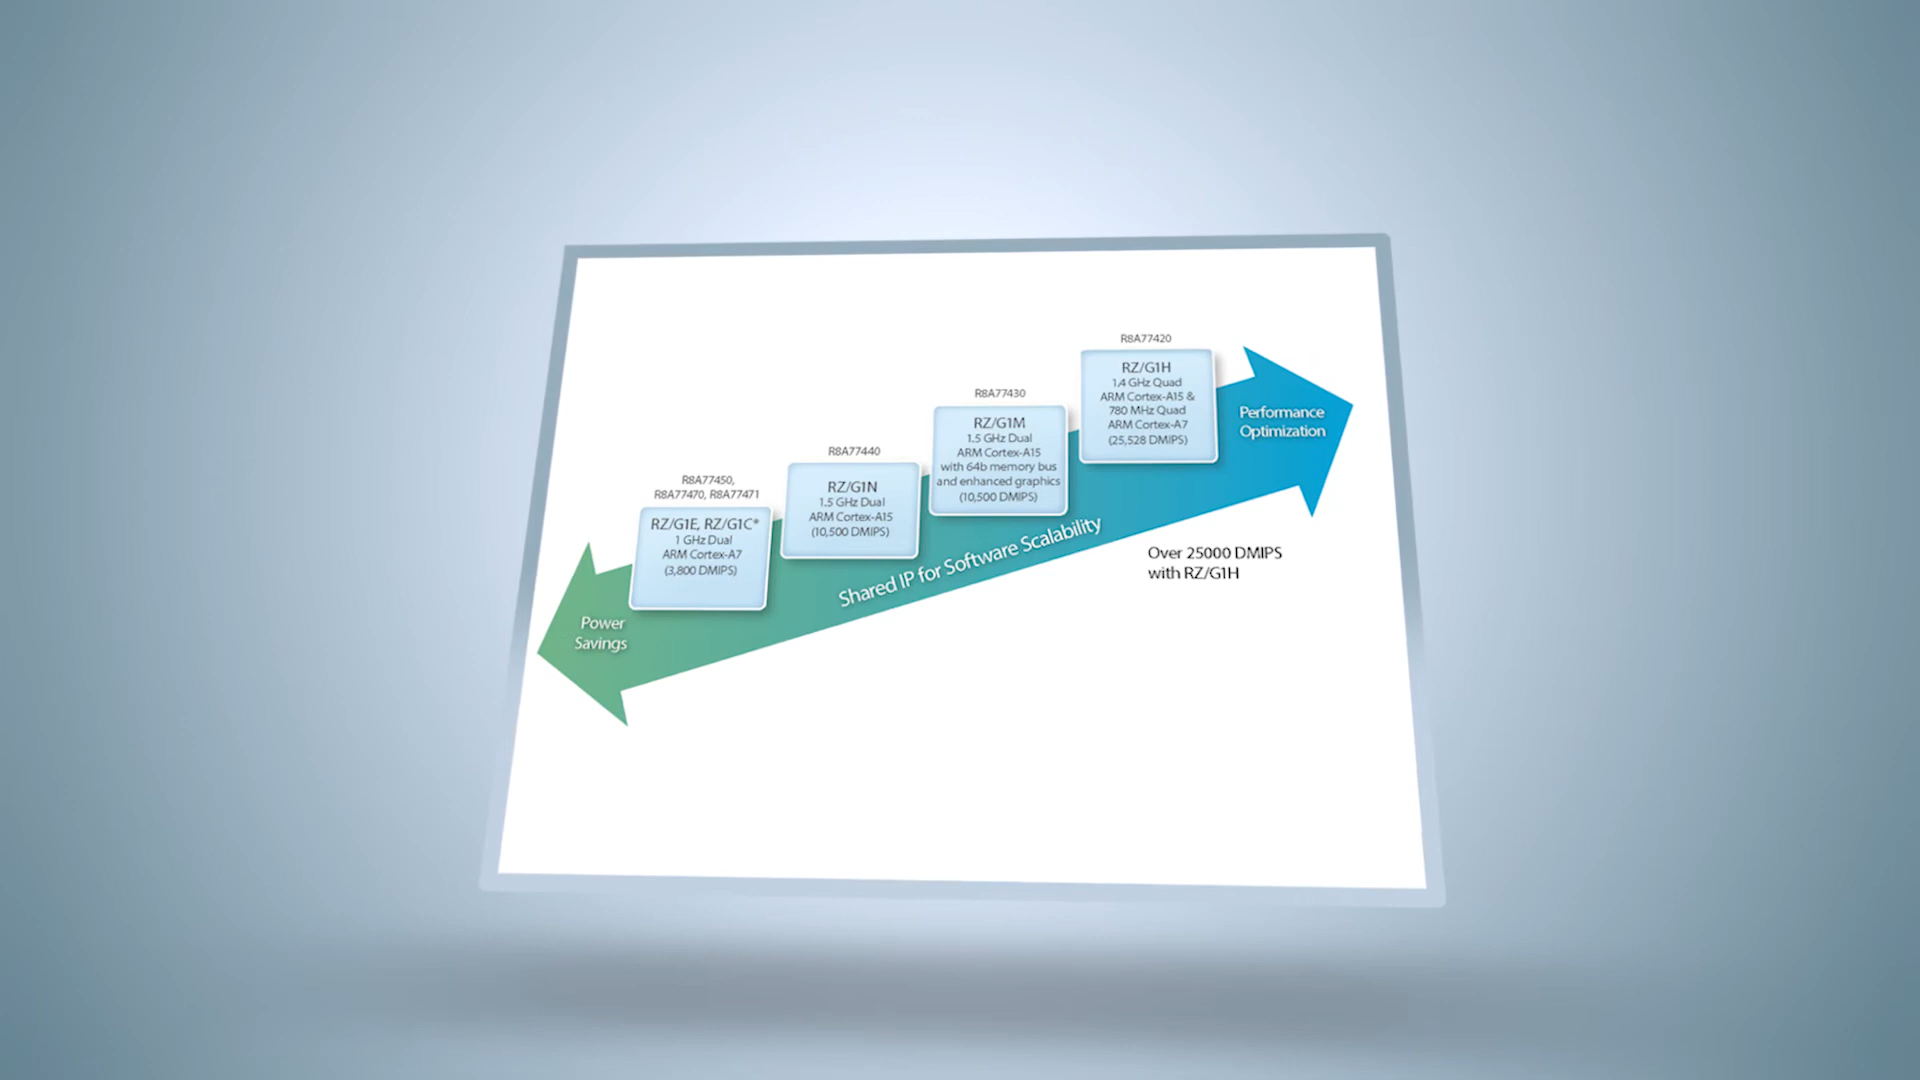 R8A77420
RZ/G1H
1,4 GHz Quad
ARM Cortex-A15 &
780 MHz Quad
ARM Cortex-A7
(25,528 DMIPS)
Performance
Optimization
R8A77430
RZ/G1M
1.5 GHz Dual
ARM Cortex-A15
with 64b memory bus
and enhanced graphics
(10,500 DMIPS)
R8A77440
RZ/G1N
1.5 GHz Dual
ARM Cortex-A15
(10,500 DMIPS)
R8A77450,
R8A77470, R8A77471
RZ/G1E, RZ/G1C*
1 GHz Dual
ARM Cortex-A7
(3,800 DMIPS)
Shared IP for Software Scalability
Over 25000 DMIPS
with RZ/G1H
Power
Savings